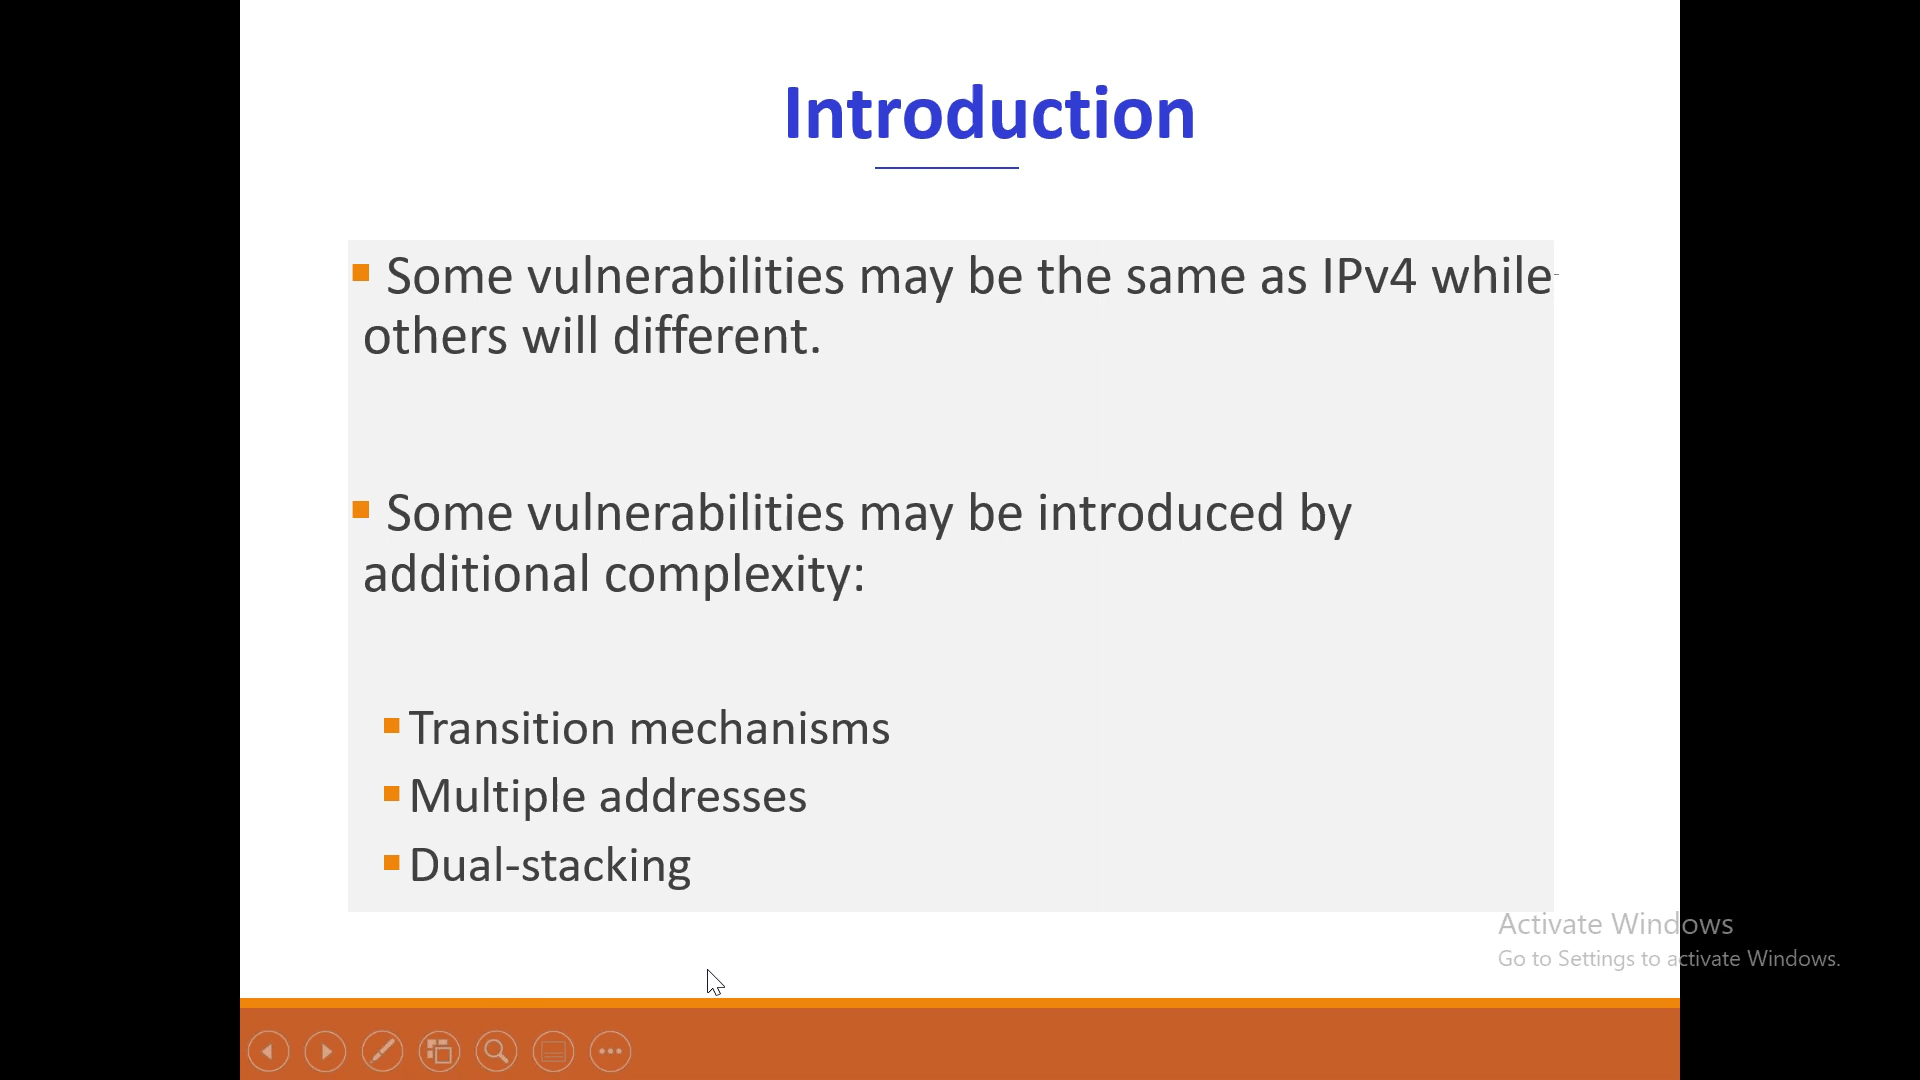 Introduction
Some vulnerabilities may be the same as IPv4 while
others will different.
Some vulnerabilities may be introduced by
additional complexity:
Transition mechanisms
Multiple addresses
Dual-stacking
Activate Windows
Go to Settings to activate Windows.